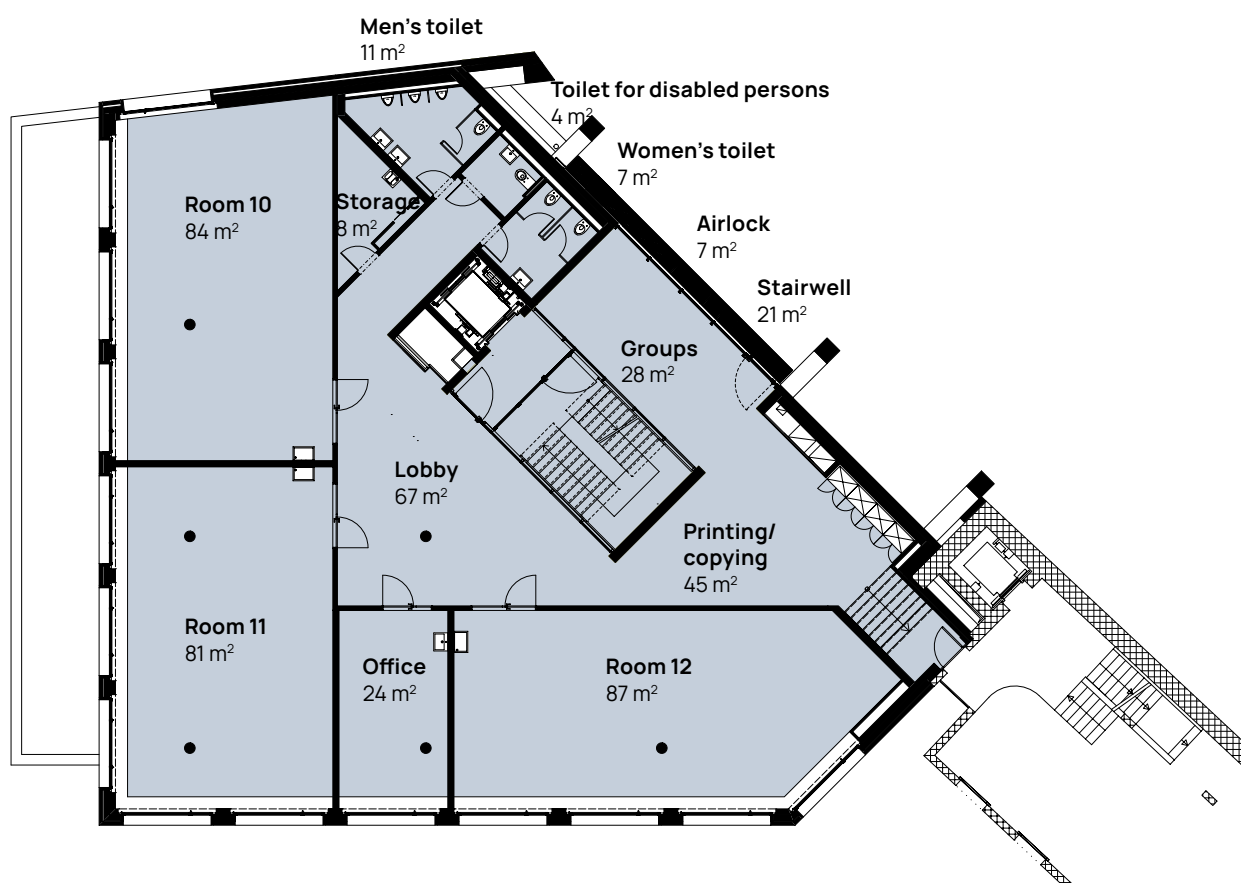 Men's toilet
11 m²
Toilet for disabled persons
4 m²
Women's toilet
7 m²
Airlock
7 m²
Stairwell
21 m²
Room 10
84 m²
Storage
8 m²
Groups
28 m²
Lobby
67 m²
Printing/
copying
45 m²
Room 11
81 m²
Office
24 m²
Room 12
87 m²